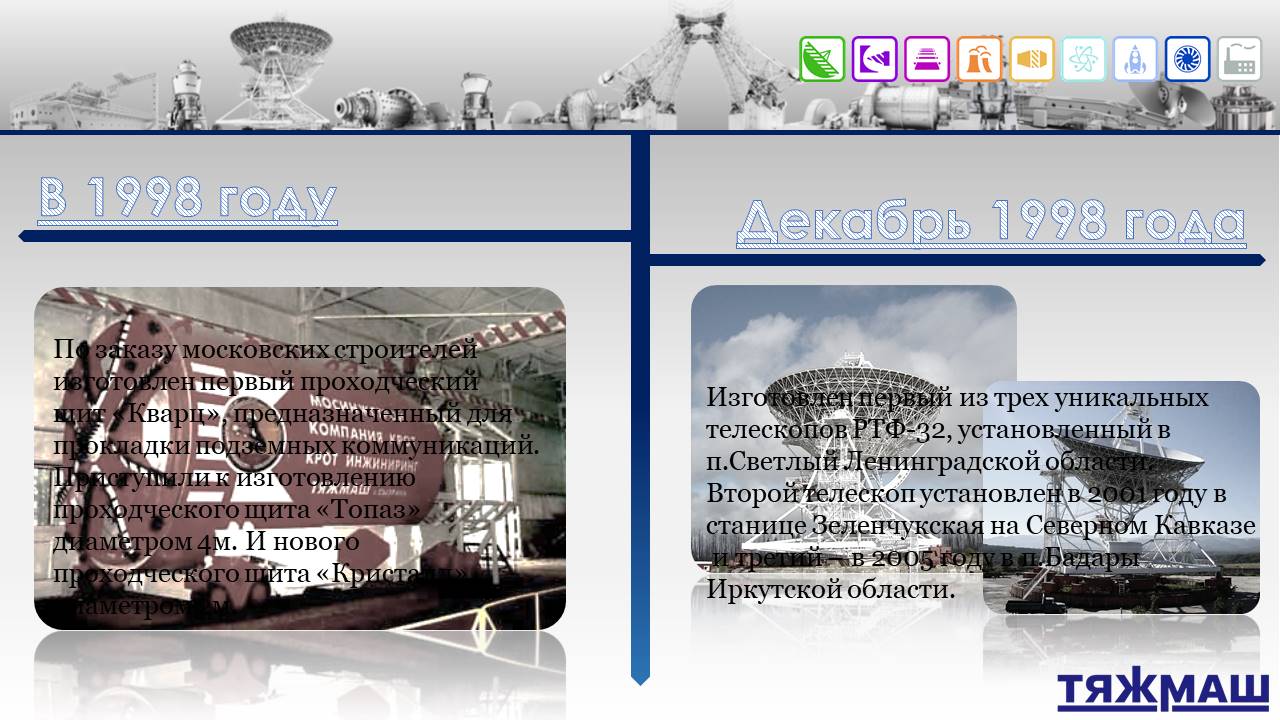 В 1998 году
Декабрь 1998 года
По заказу московских строителей
изготовлен первый проходческий
щит «Кварц», предназначенный для
прокладки подземных коммуникаций.
Приступили к изготовлению
проходческого щита «Топаз»
диаметром 4м. И нового
проходческого щита «Кристалл»
диаметром
МОСИНЖ
КОМПАНИЯ КРОТ
КРОТ ИНЖИНИРИНГ
ТЯЖМАШ
Изготовлен первый из трех уникальных
телескопов РТФ-32, установленный в
п.Светлый Ленинградской области.
Второй телескоп установлен в 2001 году в
станице Зеленчукская на Северном Кавказе
и третий – в 2005 году в п.Бадары
Иркутской области.
ТЯЖМАШ